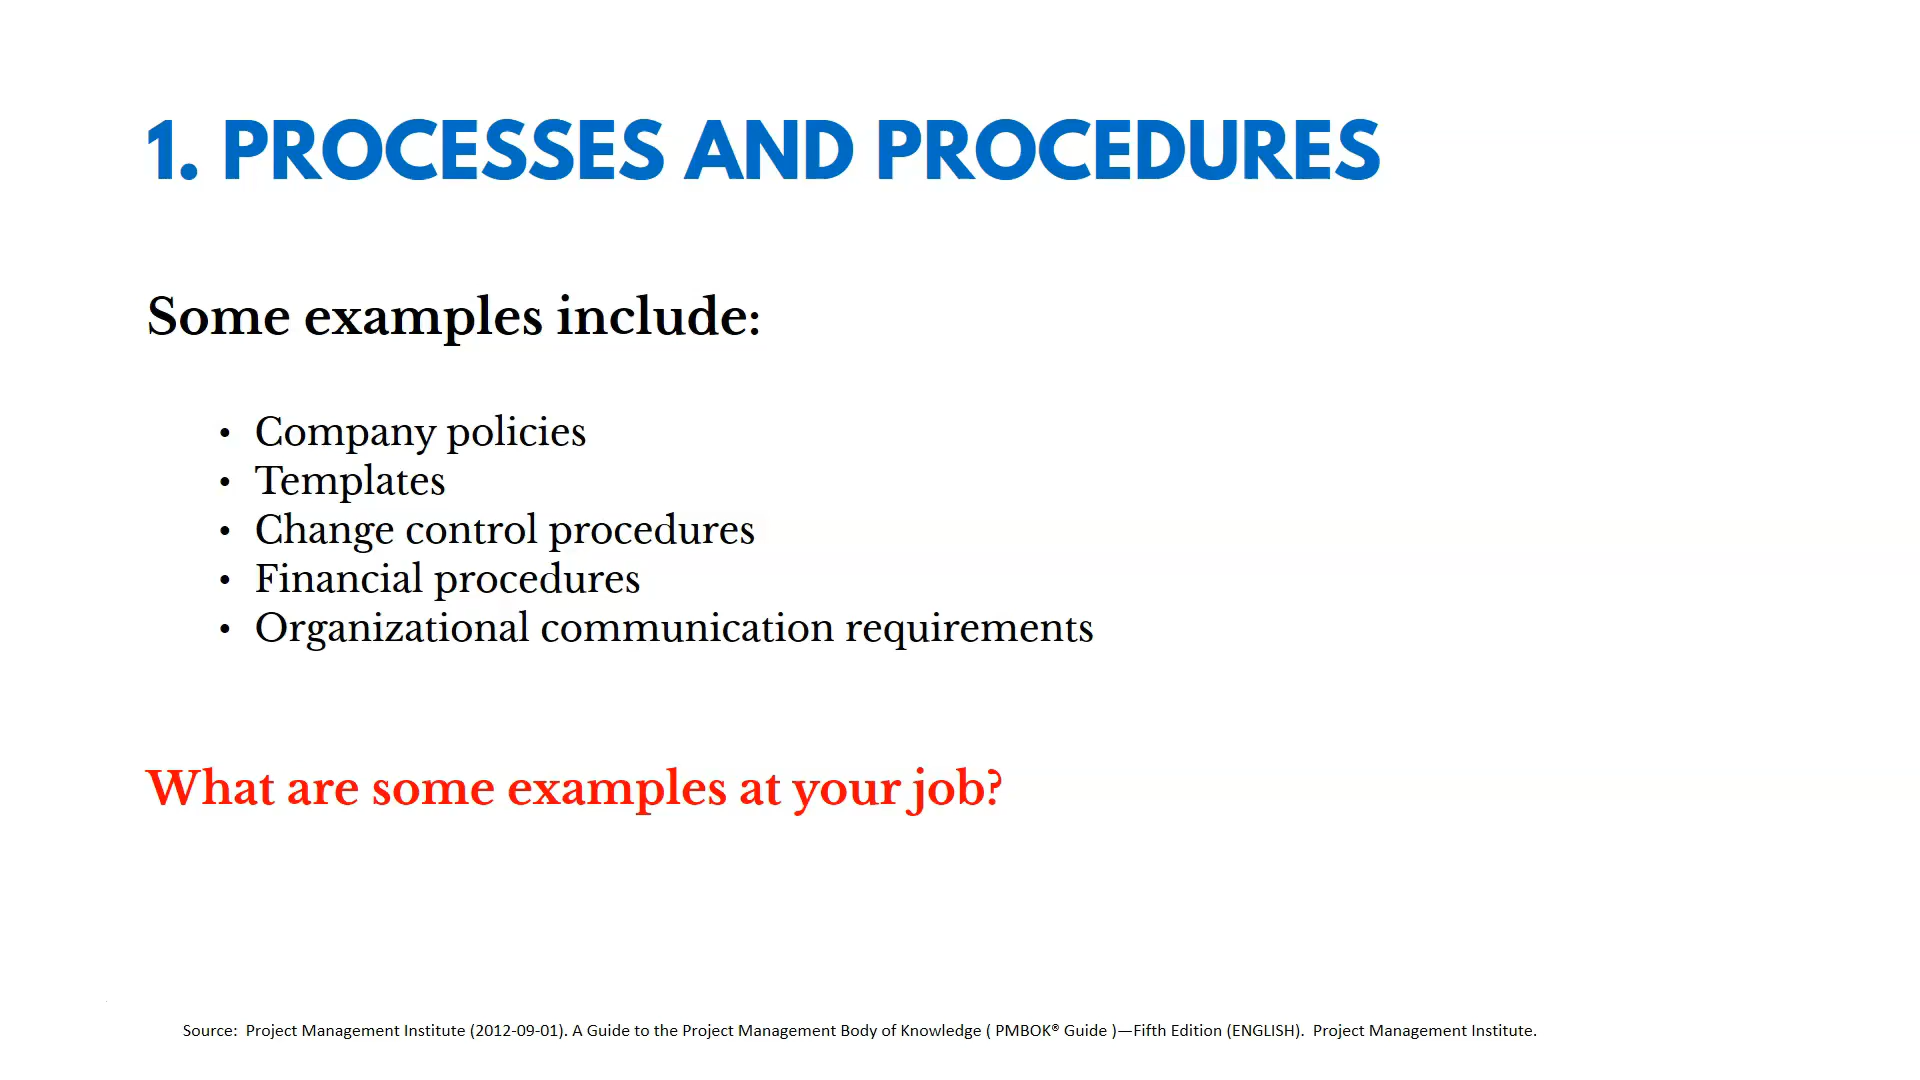 1. PROCESSES AND PROCEDURES
Some examples include:
• Company policies
• Templates
• Change control procedures
• Financial procedures
• Organizational communication requirements
What are some examples at your job?
Source:  Project Management Institute (2012-09-01). A Guide to the Project Management Body of Knowledge ( PMBOK® Guide )—Fifth Edition (ENGLISH).  Project Management Institute.